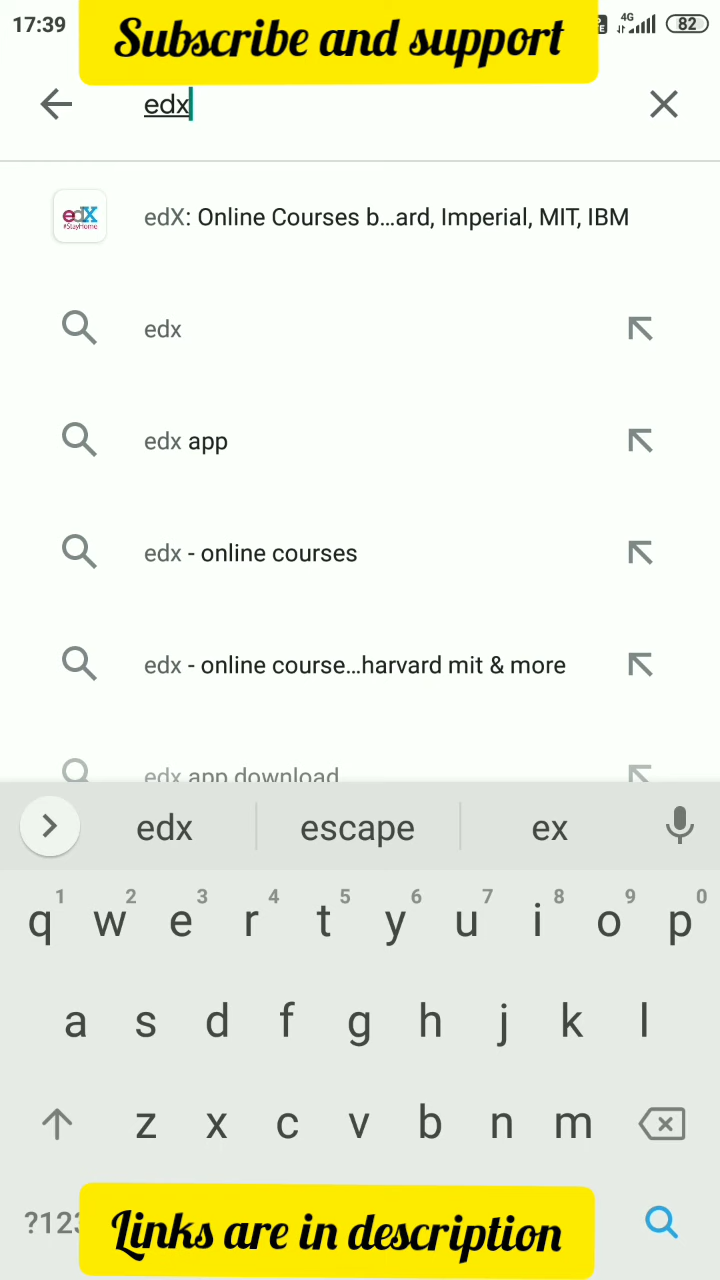 17:39
Subscribe and support
4G
82
edx
edX
#StayHome
edX: Online Courses b...ard, Imperial, MIT, IBM
edx
edx app
edx - online courses
edx - online course...harvard mit & more
edx app download
edx escape ex
1 2 3 4 5 6 7 8 9 0
q w e r t y u i o p
a s d f g h j k l
z x c v b n m
?123
Links are in description